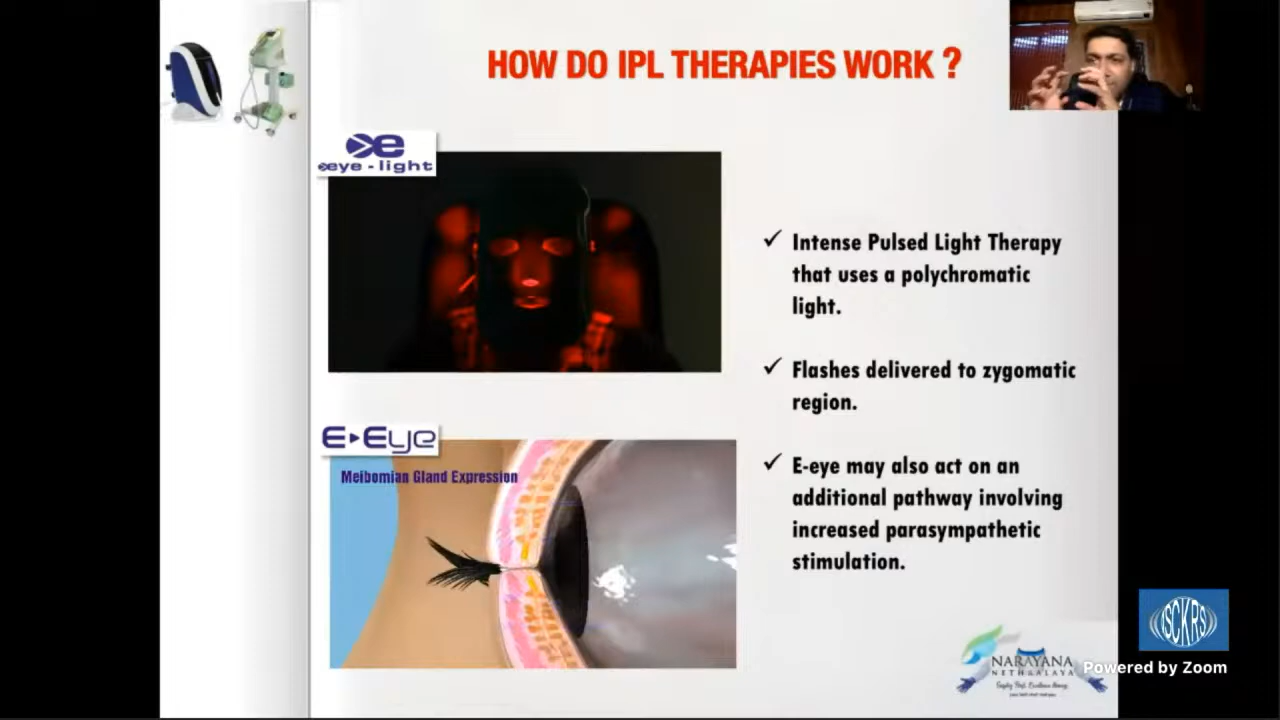 HOW DO IPL THERAPIES WORK ?
eye - light
Intense Pulsed Light Therapy
that uses a polychromatic
light.
Flashes delivered to zygomatic
region.
E-Eye
Meibomian Gland Expression
E-eye may also act on an
additional pathway involving
increased parasympathetic
stimulation.
ISCKRS
NARAYANA
NETHRALAYA
Powered by Zoom